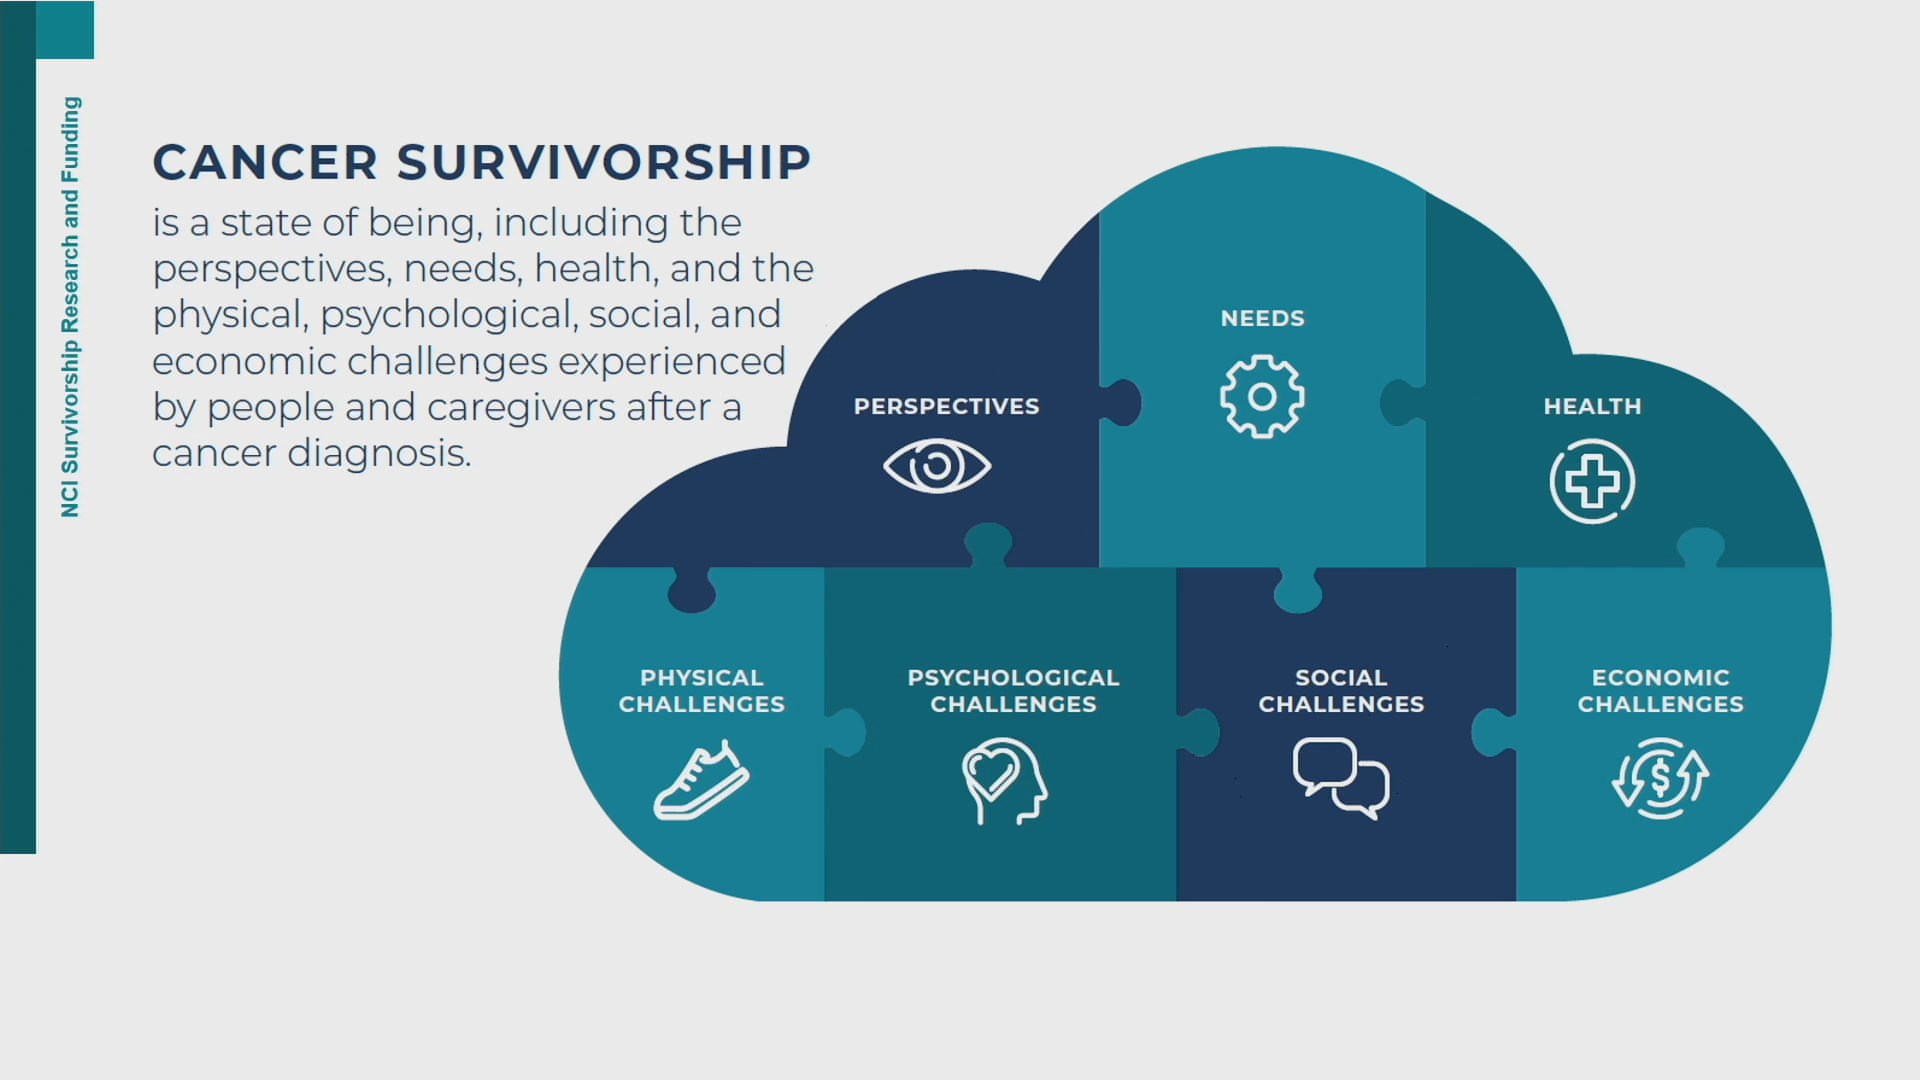 NCI Survivorship Research and Funding
CANCER SURVIVORSHIP
is a state of being, including the
perspectives, needs, health, and the
physical, psychological, social, and
economic challenges experienced
by people and caregivers after a
cancer diagnosis.
NEEDS
PERSPECTIVES
HEALTH
PHYSICAL
CHALLENGES
PSYCHOLOGICAL
CHALLENGES
SOCIAL
CHALLENGES
ECONOMIC
CHALLENGES
$